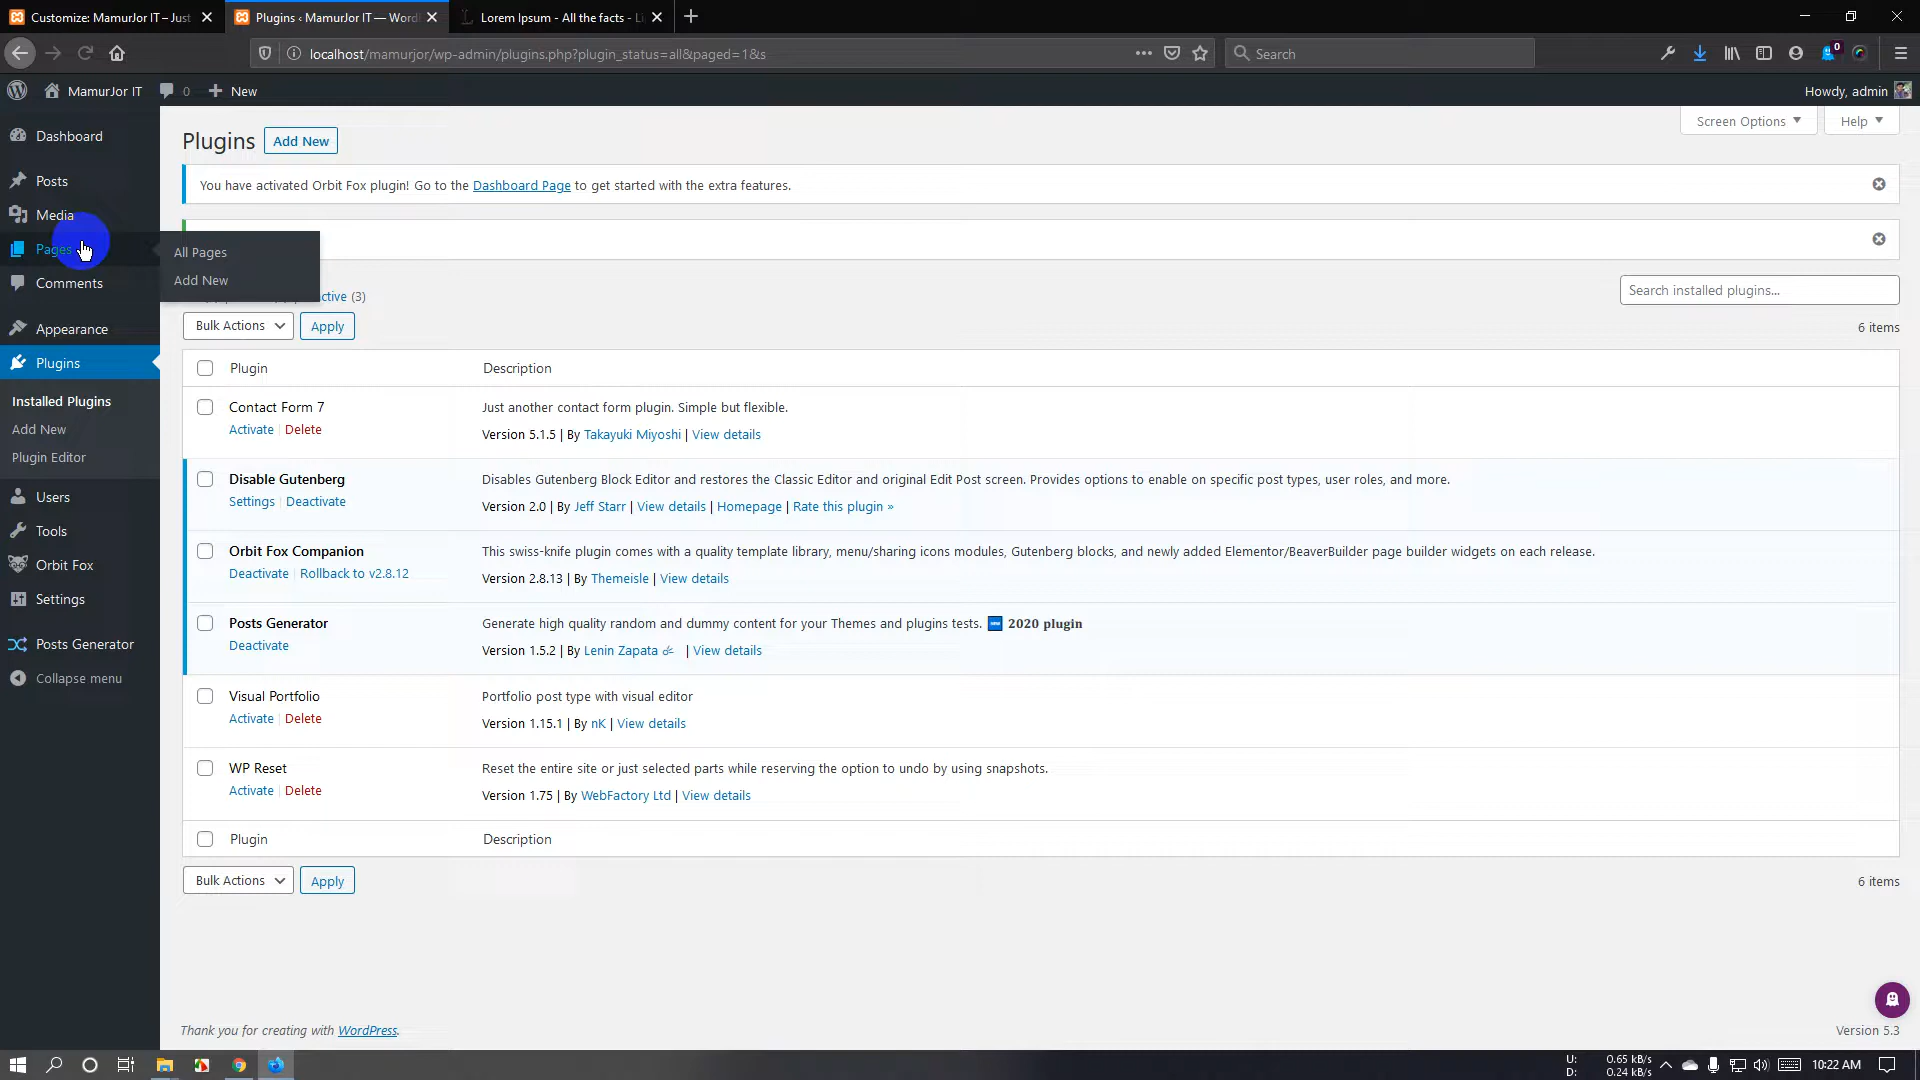 Customize: MamurJor IT – Just
Plugins ‹ MamurJor IT — WordP
Lorem Ipsum - All the facts - Li
localhost/mamurjor/wp-admin/plugins.php?plugin_status=all&paged=1&s
Search
0
MamurJor IT
0
New
Howdy, admin
Dashboard
Posts
Media
Pages
Comments
Appearance
Plugins
Installed Plugins
Add New
Plugin Editor
Users
Tools
Orbit Fox
Settings
Posts Generator
Collapse menu
All Pages
Add New
Screen Options
Help
Plugins
Add New
You have activated Orbit Fox plugin! Go to the Dashboard Page to get started with the extra features.
ctive (3)
Search installed plugins...
Bulk Actions
Apply
6 items
Plugin
Description
Contact Form 7
Just another contact form plugin. Simple but flexible.
Activate | Delete
Version 5.1.5 | By Takayuki Miyoshi | View details
Disable Gutenberg
Disables Gutenberg Block Editor and restores the Classic Editor and original Edit Post screen. Provides options to enable on specific post types, user roles, and more.
Settings | Deactivate
Version 2.0 | By Jeff Starr | View details | Homepage | Rate this plugin »
Orbit Fox Companion
This swiss-knife plugin comes with a quality template library, menu/sharing icons modules, Gutenberg blocks, and newly added Elementor/BeaverBuilder page builder widgets on each release.
Deactivate | Rollback to v2.8.12
Version 2.8.13 | By Themeisle | View details
Posts Generator
Generate high quality random and dummy content for your Themes and plugins tests. 2020 plugin
Deactivate
Version 1.5.2 | By Lenin Zapata | View details
Visual Portfolio
Portfolio post type with visual editor
Activate | Delete
Version 1.15.1 | By nK | View details
WP Reset
Reset the entire site or just selected parts while reserving the option to undo by using snapshots.
Activate | Delete
Version 1.75 | By WebFactory Ltd | View details
Plugin
Description
Bulk Actions
Apply
6 items
Thank you for creating with WordPress.
Version 5.3
U: 0.65 kB/s
D: 0.24 kB/s
10:22 AM